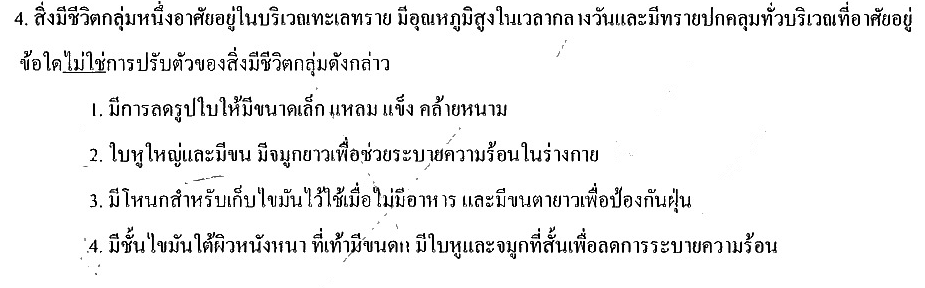 4. สิ่งมีชีวิตกลุ่มหนึ่งอาศัยอยู่ในบริเวณทะเลทราย มีอุณหภูมิสูงในเวลากลางวันและมีทรายปกคลุมทั่วบริเวณที่อาศัยอยู่
ข้อใดไม่ใช่การปรับตัวของสิ่งมีชีวิตกลุ่มดังกล่าว
1. มีการลดรูปใบให้มีขนาดเล็ก แหลม แข็ง คล้ายหนาม
2. ใบหูใหญ่และมีขน มีจมูกยาวเพื่อช่วยระบายความร้อนในร่างกาย
3. มีโหนกสำหรับเก็บไขมันไว้ใช้เมื่อไม่มีอาหาร และมีขนตายาวเพื่อป้องกันฝุ่น
4. มีชั้นไขมันใต้ผิวหนังหนา ที่เท้ามีขนดก มีใบหูและจมูกที่สั้นเพื่อลดการระบายความร้อน